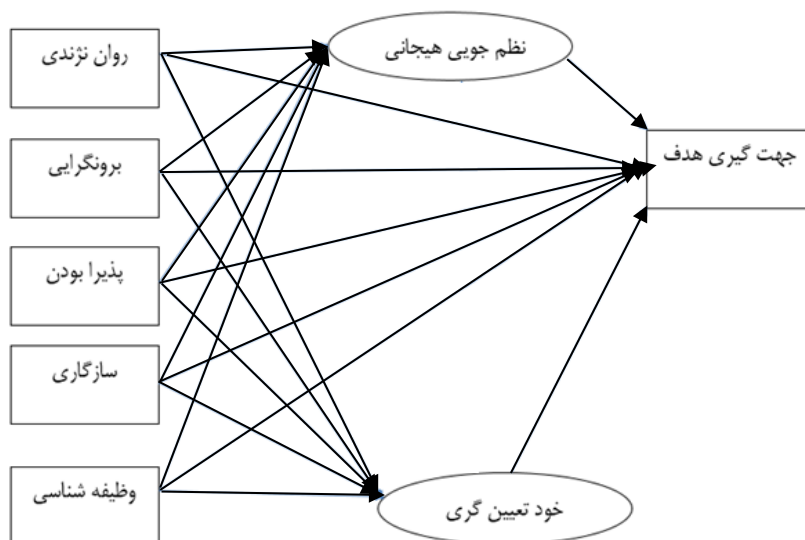 روان نژندی
نظم جویی هیجانی
برونگرایی
جهت گیری هدف
پذیرا بودن
سازگاری
وظیفه شناسی
خود تعیین گری